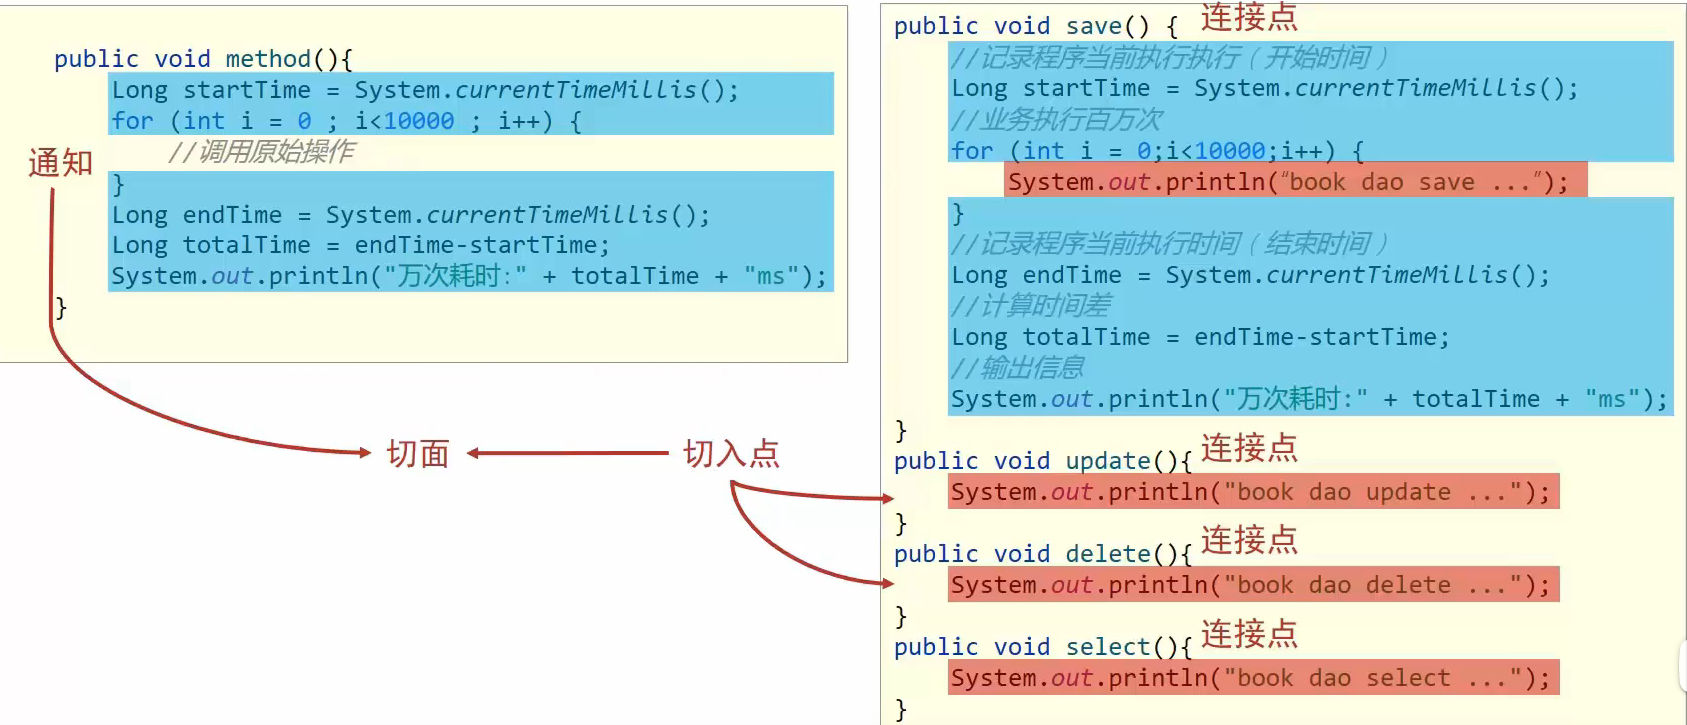 public void method(){
Long startTime = System.currentTimeMillis();
for (int i = 0 ; i<10000 ; i++) {
//调用原始操作
}
Long endTime = System.currentTimeMillis();
Long totalTime = endTime-startTime;
System.out.println("万次耗时:" + totalTime + "ms");
}
通知
切面
切入点
public void save() {
连接点
//记录程序当前执行执行（开始时间）
Long startTime = System.currentTimeMillis();
//业务执行百万次
for (int i = 0;i<10000;i++) {
System.out.println(“book dao save ...”);
}
//记录程序当前执行时间（结束时间）
Long endTime = System.currentTimeMillis();
//计算时间差
Long totalTime = endTime-startTime;
//输出信息
System.out.println("万次耗时:" + totalTime + "ms");
}
连接点
public void update(){
System.out.println("book dao update ...");
}
连接点
public void delete(){
System.out.println("book dao delete ...");
}
连接点
public void select(){
System.out.println("book dao select ...");
}